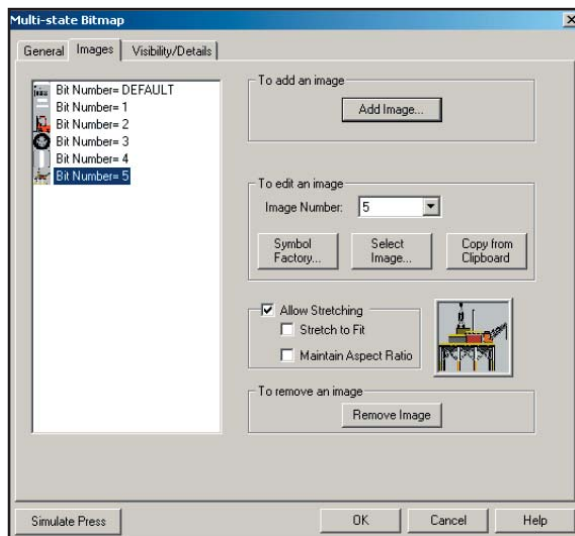 Multi-state Bitmap
General Images Visibility/Details
Bit Number= DEFAULT
Bit Number= 1
Bit Number= 2
Bit Number= 3
Bit Number= 4
Bit Number= 5
To add an image
Add Image...
To edit an image
Image Number: 5
Symbol Factory...
Select Image...
Copy from Clipboard
Allow Stretching
Stretch to Fit
Maintain Aspect Ratio
To remove an image
Remove Image
Simulate Press OK Cancel Help